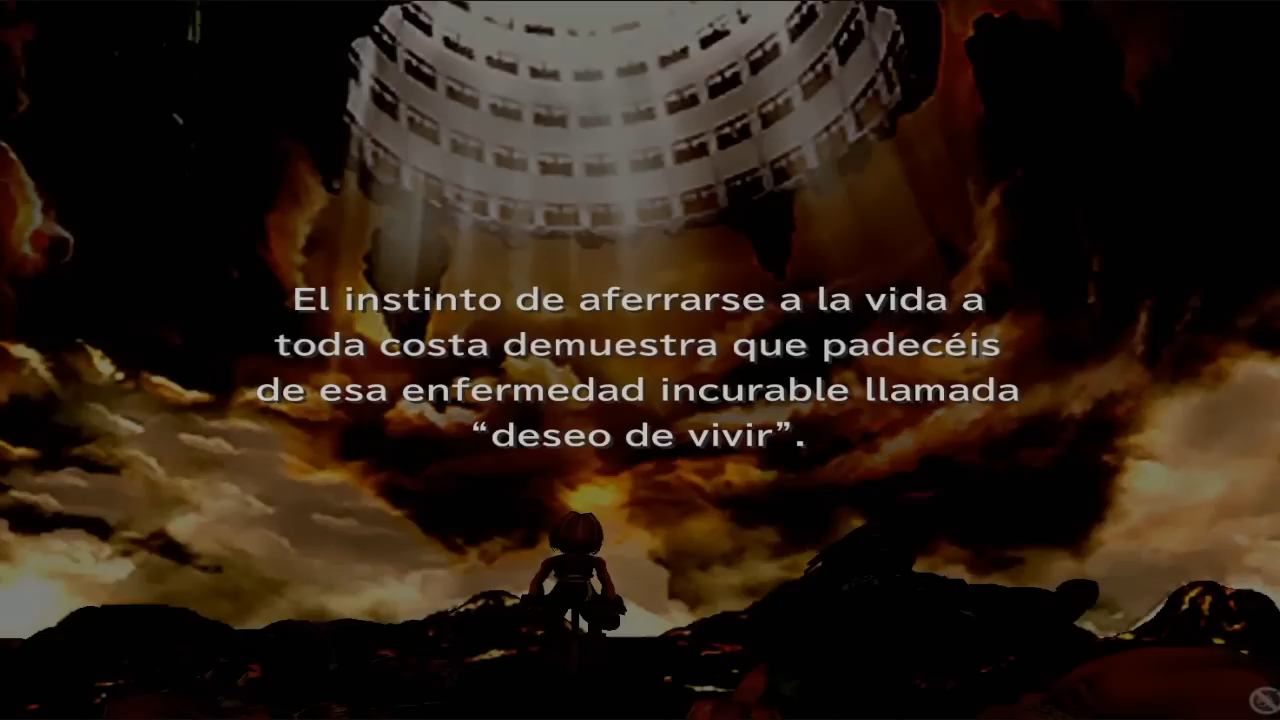 El instinto de aferrarse a la vida a
toda costa demuestra que padecéis
de esa enfermedad incurable llamada
“deseo de vivir”.